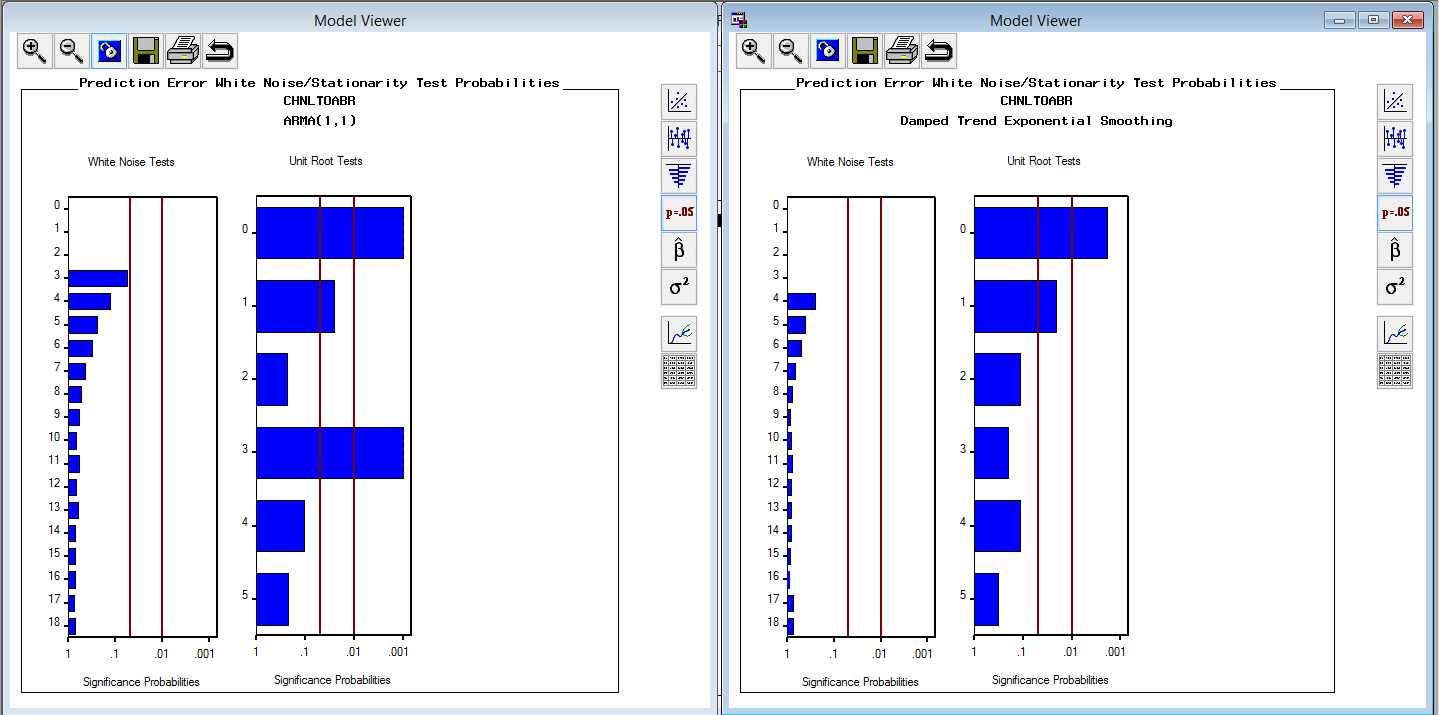 Model Viewer
Prediction Error White Noise/Stationarity Test Probabilities
CHNLTOABR
ARMA(1,1)
White Noise Tests
Unit Root Tests
0
1
2
3
4
5
6
7
8
9
10
11
12
13
14
15
16
17
18
1 .1 .01 .001
Significance Probabilities
0
1
2
3
4
5
1 .1 .01 .001
Significance Probabilities
p=.05
β̂
σ²
Model Viewer
Prediction Error White Noise/Stationarity Test Probabilities
CHNLTOABR
Damped Trend Exponential Smoothing
White Noise Tests
Unit Root Tests
0
1
2
3
4
5
6
7
8
9
10
11
12
13
14
15
16
17
18
1 .1 .01 .001
Significance Probabilities
0
1
2
3
4
5
1 .1 .01 .001
Significance Probabilities
p=.05
β̂
σ²